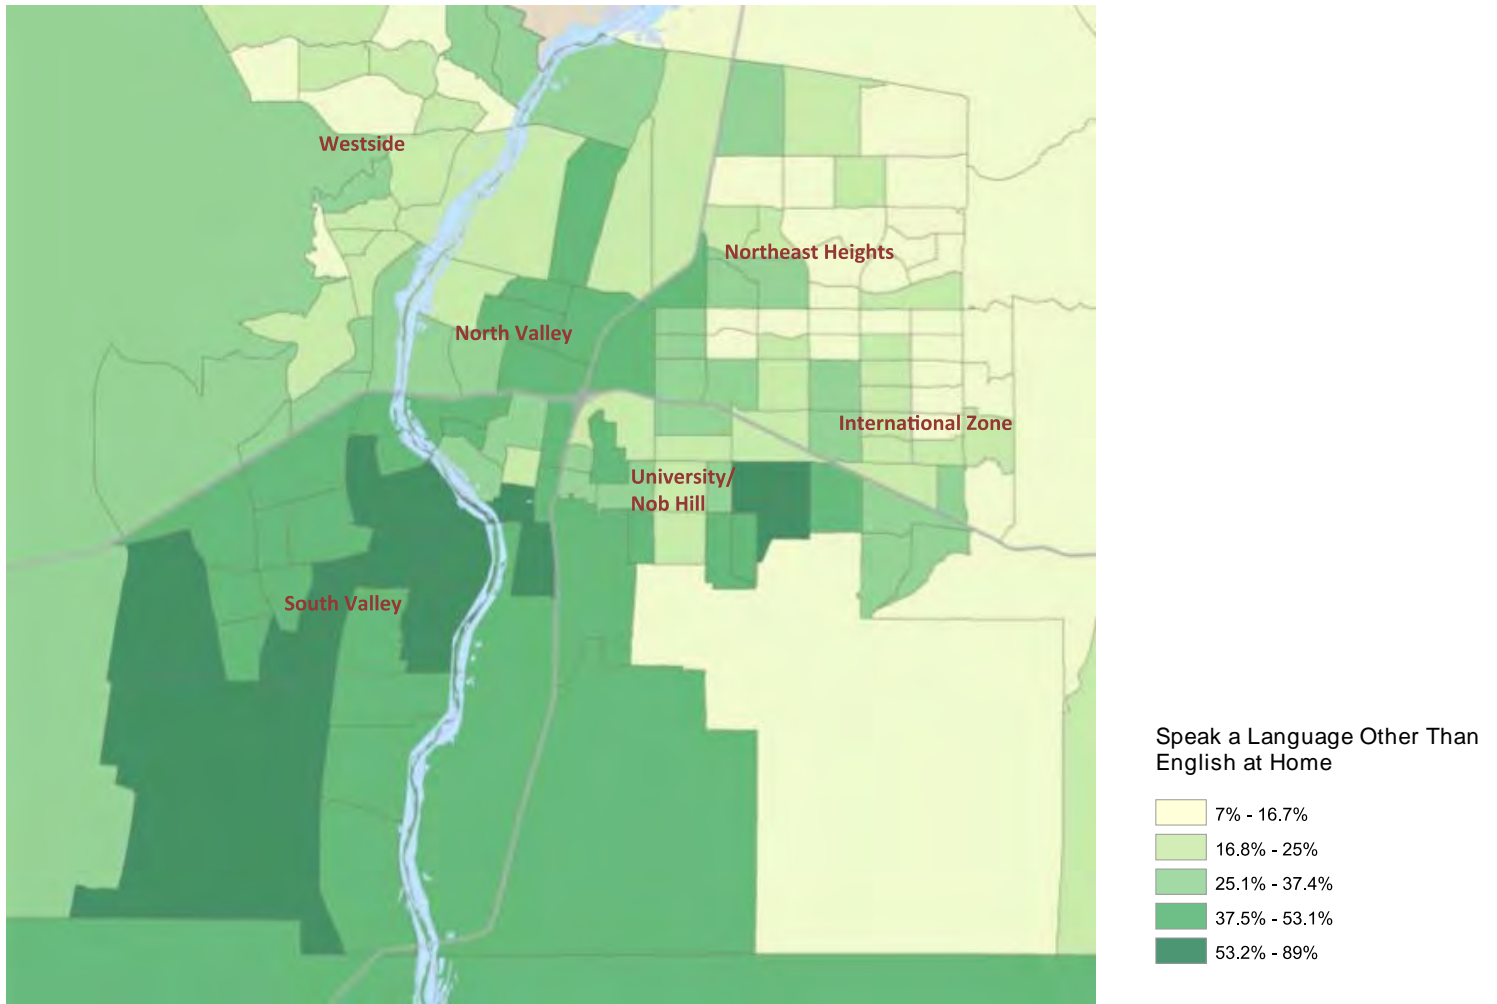 Westside
Northeast Heights
North Valley
International Zone
University/
Nob Hill
South Valley
Speak a Language Other Than
English at Home
7% - 16.7%
16.8% - 25%
25.1% - 37.4%
37.5% - 53.1%
53.2% - 89%